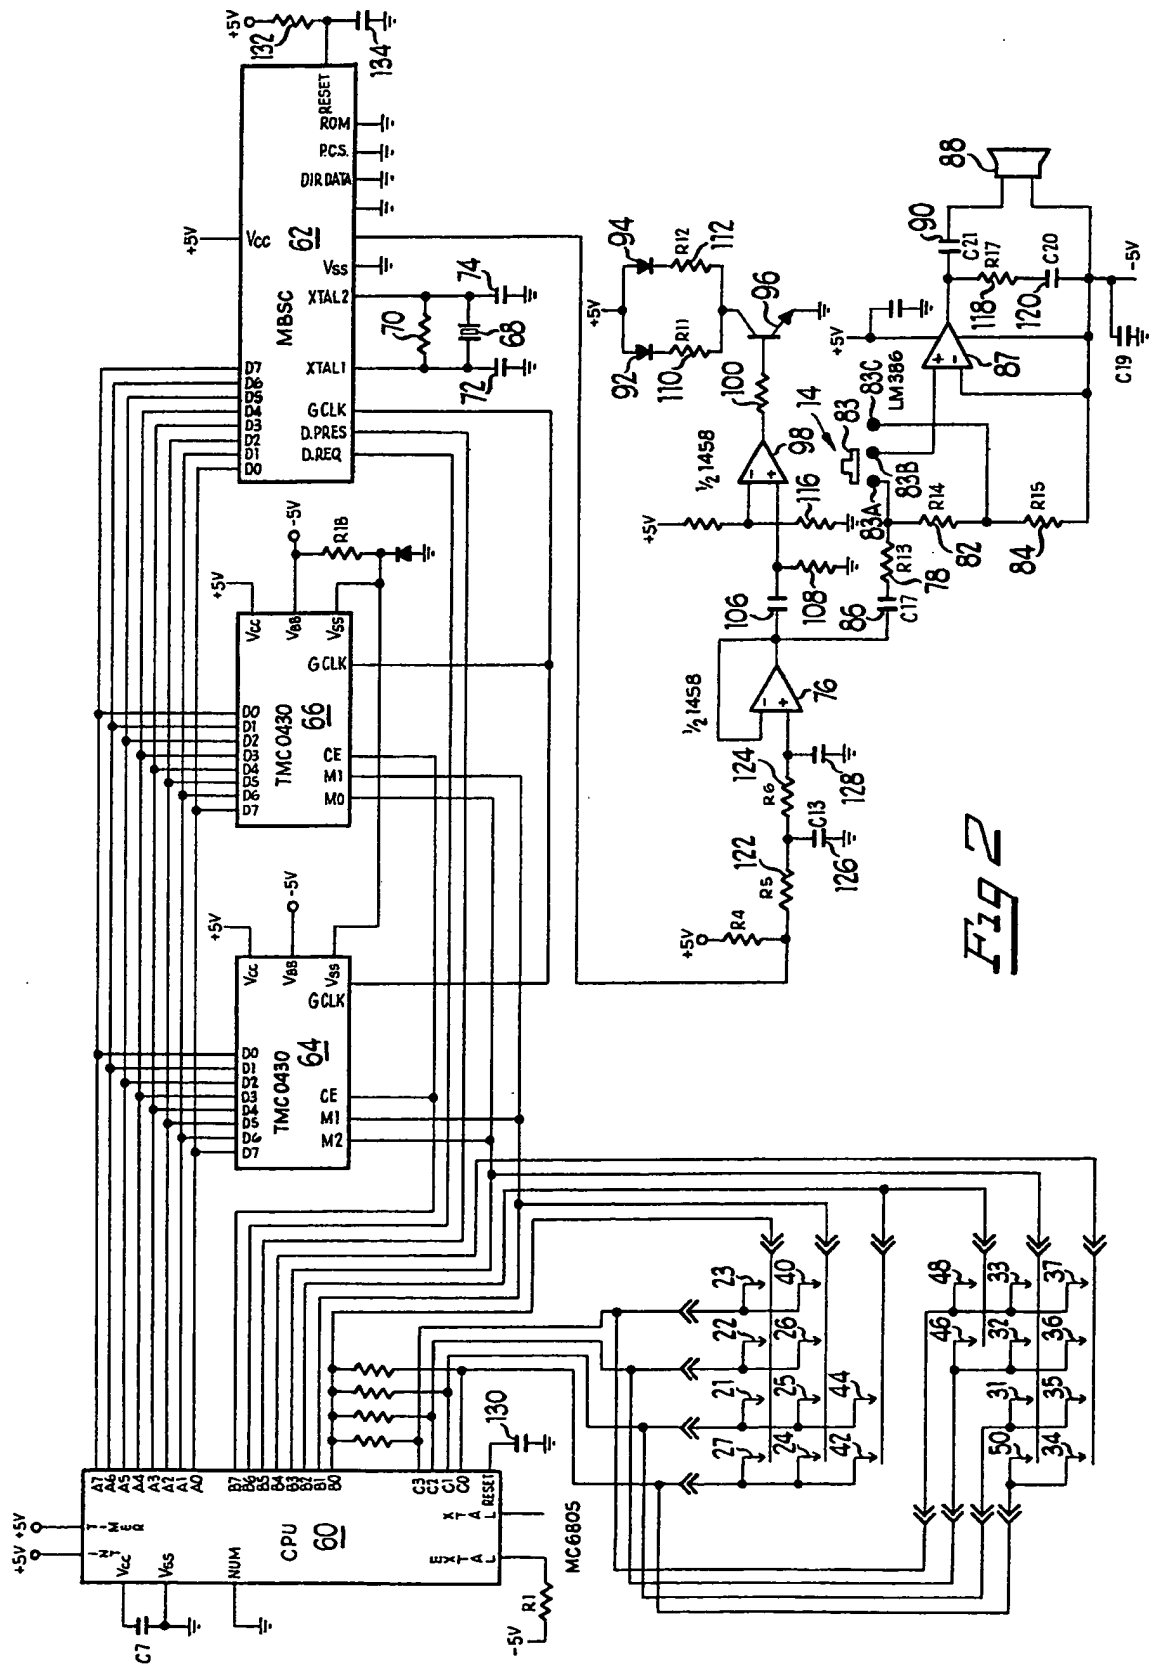 +5V
132
134
RESET
ROM
P.C.S.
DIR DATA
+5V
VCC
62
MBSC
VSS
XTAL2
XTAL1
G CLK
D.PRES
D.REQ
D7
D6
D5
D4
D3
D2
D1
D0
70
68
74
72
-5V
R18
+5V
VCC
VBB
VSS
G CLK
TMC0430
66
D0
D1
D2
D3
D4
D5
D6
D7
CE
M1
M0
+5V
-5V
VCC
VBB
VSS
G CLK
TMC0430
64
D0
D1
D2
D3
D4
D5
D6
D7
CE
M1
M2
A7
A6
A5
A4
A3
A2
A1
A0
B7
B6
B5
B4
B3
B2
B1
B0
C3
C2
C1
C0
RESET
130
+5V
+5V
TIMER
INT
VCC
VSS
NUM
CPU
60
XTAL
EXTAL
MC6805
C7
R1
-5V
+5V
94
92
R12
112
R11
110
96
100
½ 1458
98
+5V
116
106
108
14
83
83A
83B
83C
LM386
+5V
87
88
90
C21
R17
118
C20
120
-5V
C19
R14
82
R15
84
R13
78
C17
86
½ 1458
76
124
R6
128
C13
126
122
R5
R4
+5V
23
40
22
26
21
25
44
27
24
42
48
33
37
46
32
36
31
35
50
34
Fig 2